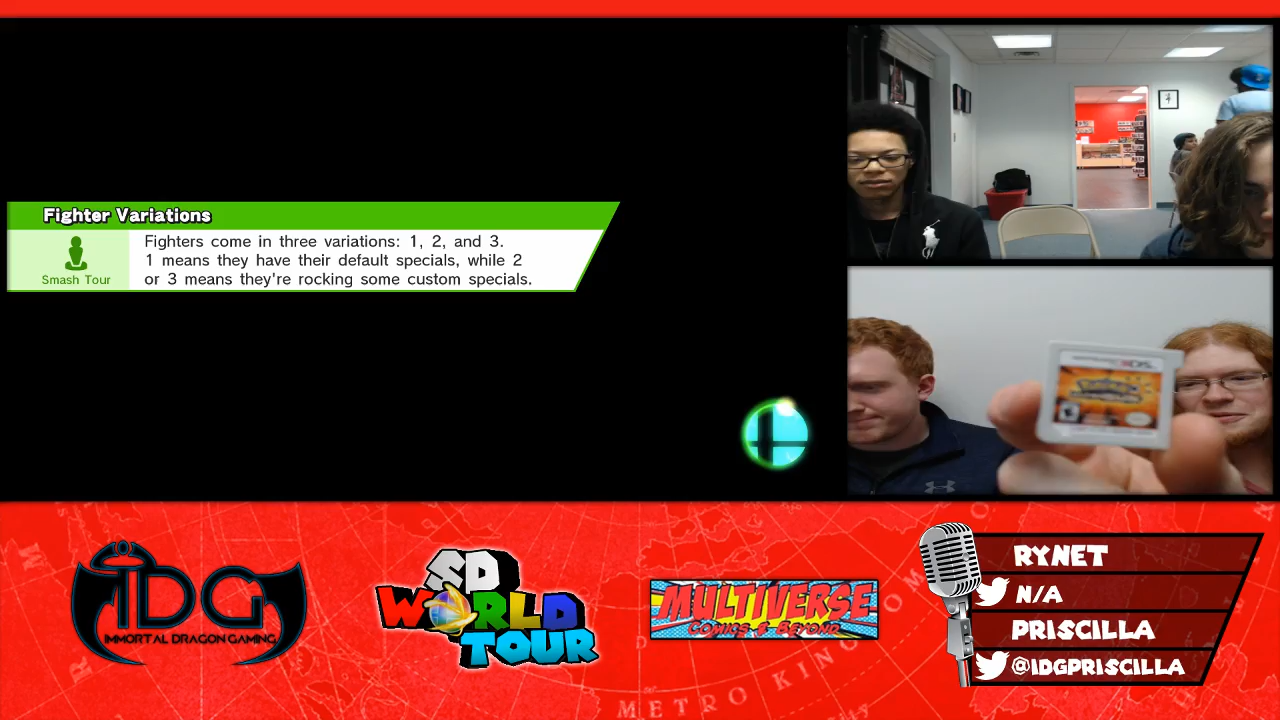 Fighter Variations
Smash Tour
Fighters come in three variations: 1, 2, and 3.
1 means they have their default specials, while 2
or 3 means they're rocking some custom specials.
3DS
IDG
IMMORTAL DRAGON GAMING
SD
WORLD
TOUR
MULTIVERSE
COMICS & BEYOND
RYNET
N/A
PRISCILLA
@IDGPRISCILLA
METRO KINGDOM